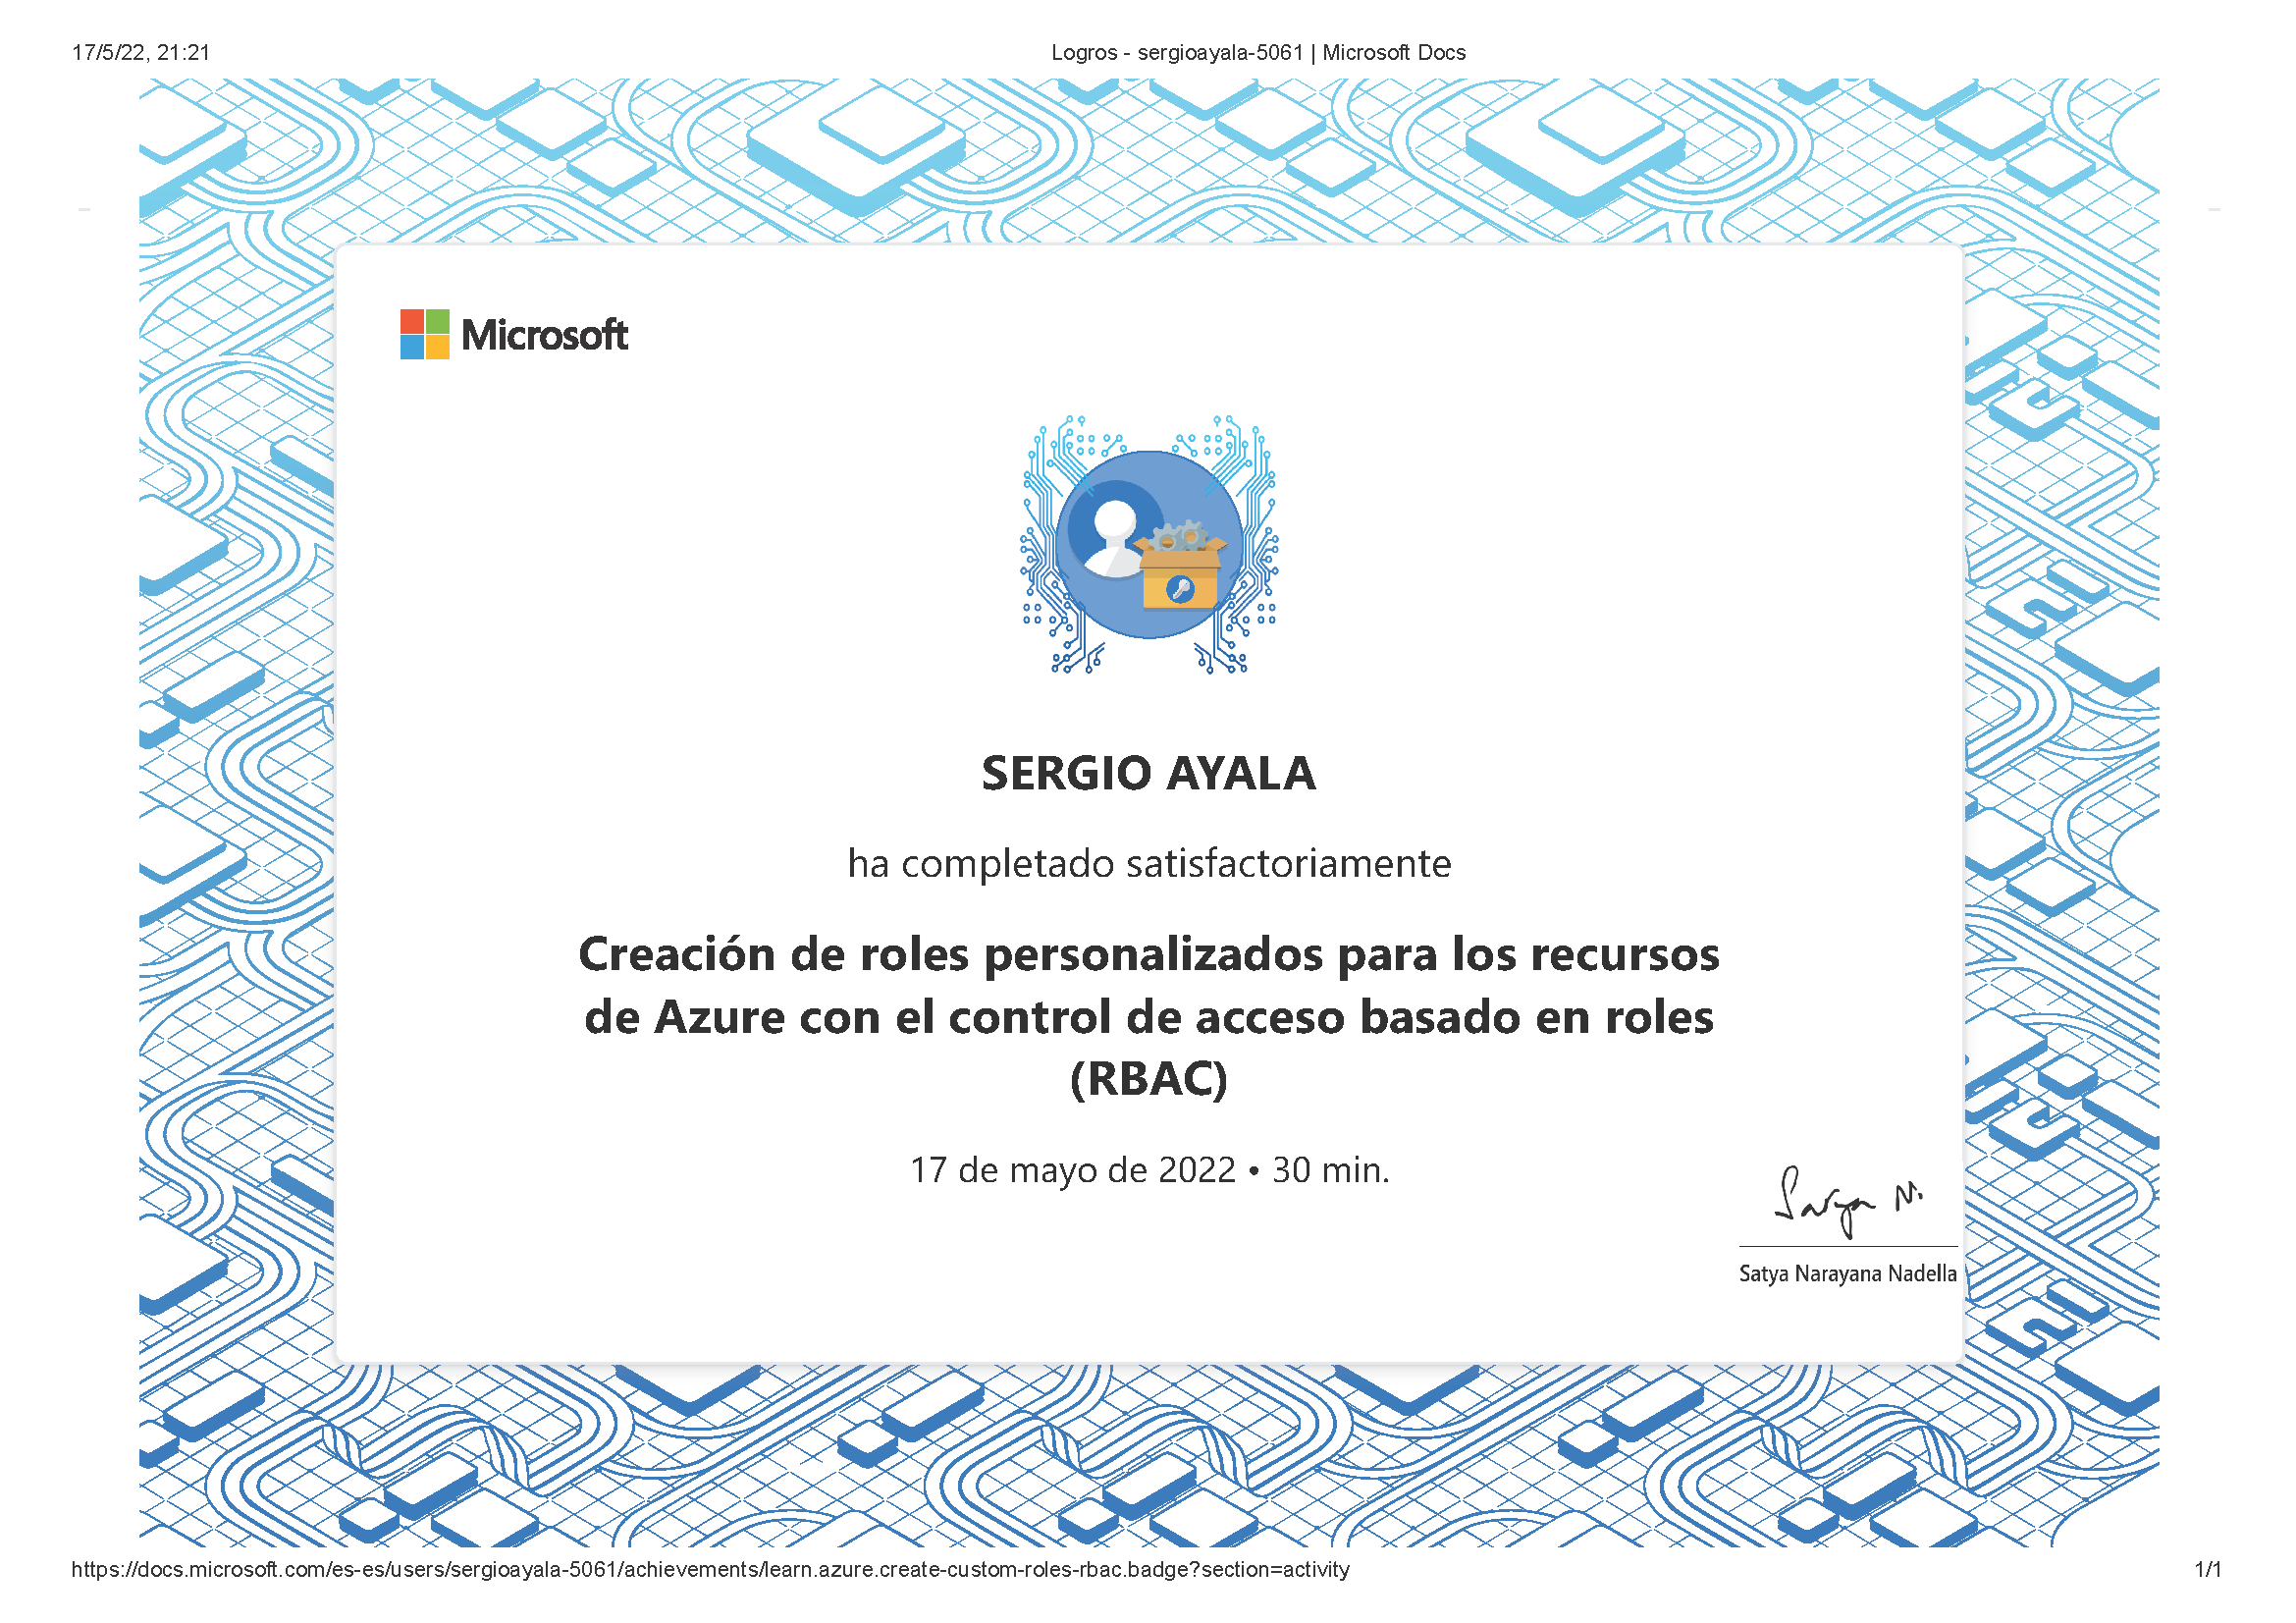 17/5/22, 21:21
Logros - sergioayala-5061 | Microsoft Docs
Microsoft
SERGIO AYALA
ha completado satisfactoriamente
Creación de roles personalizados para los recursos
de Azure con el control de acceso basado en roles
(RBAC)
17 de mayo de 2022 • 30 min.
Satya N.
Satya Narayana Nadella
https://docs.microsoft.com/es-es/users/sergioayala-5061/achievements/learn.azure.create-custom-roles-rbac.badge?section=activity
1/1